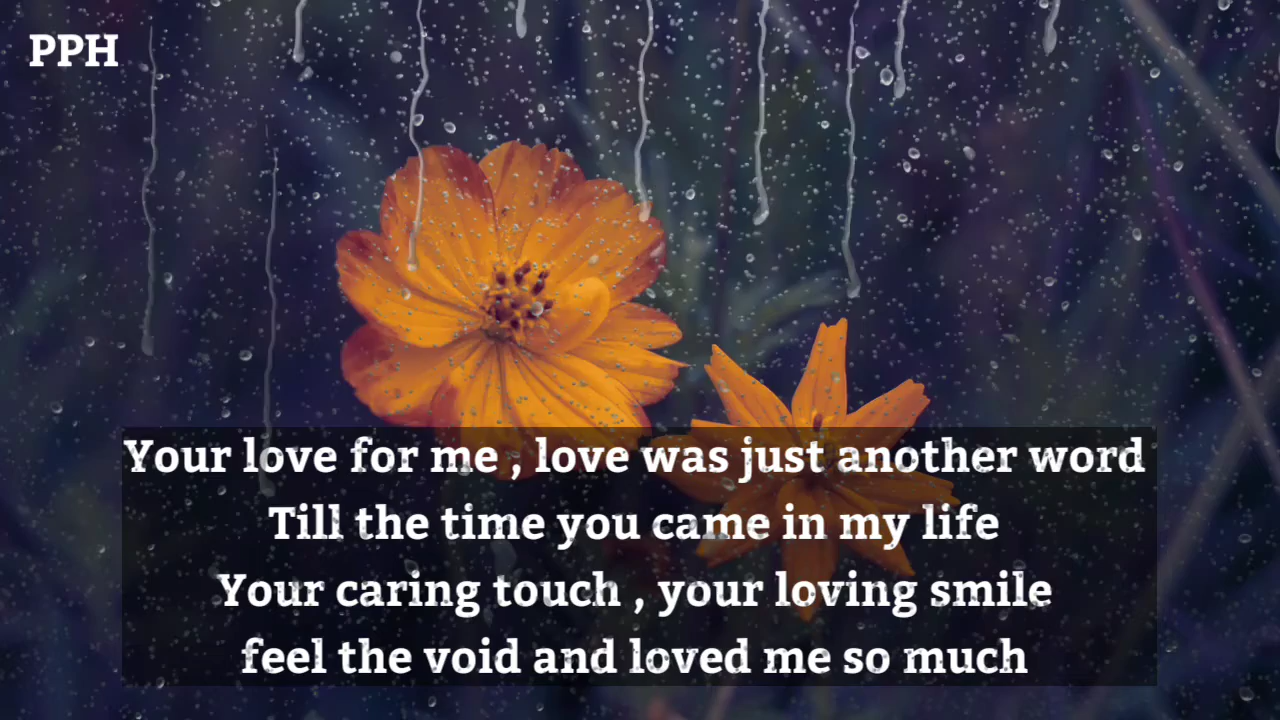 PPH
Your love for me , love was just another word
Till the time you came in my life
Your caring touch , your loving smile
feel the void and loved me so much